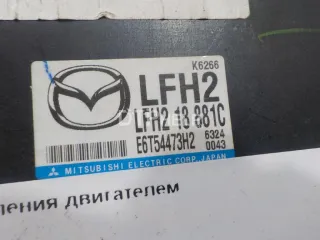 K6266
LFH2
LFH2 18 881C
E6T54473H2 6324
0043
MITSUBISHI ELECTRIC CORP. JAPAN
ления двигателем